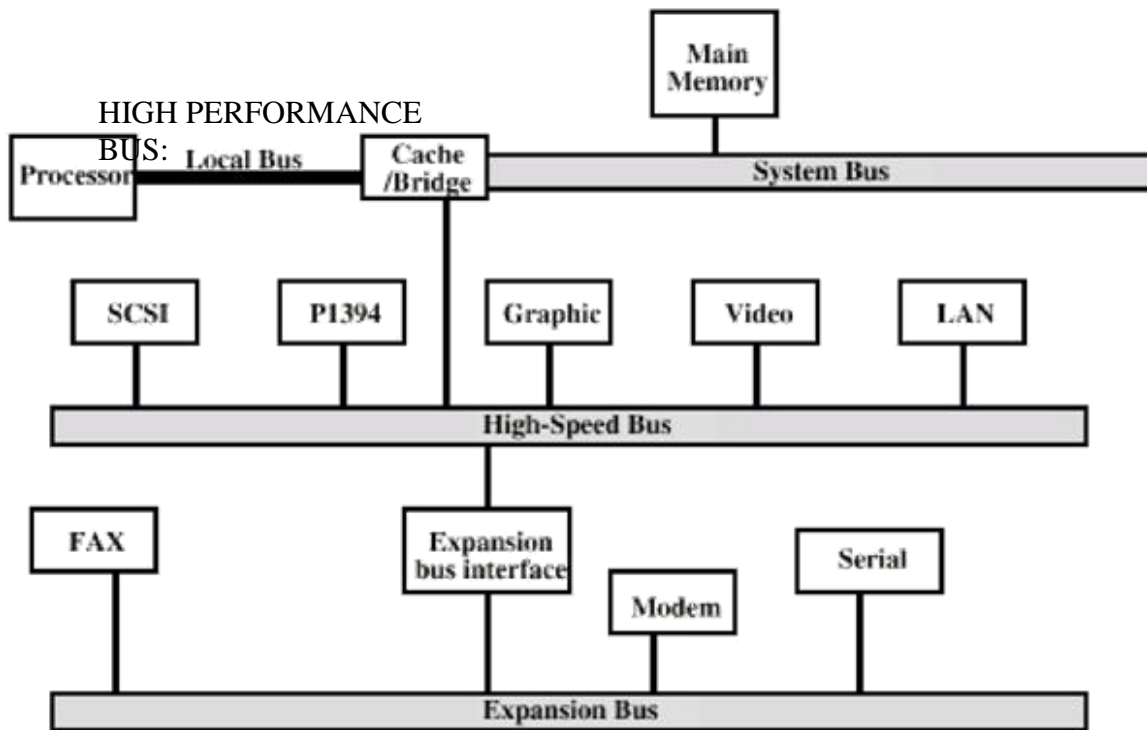 Main
Memory
HIGH PERFORMANCE
BUS:
Processor
Local Bus
Cache
/Bridge
System Bus
SCSI
P1394
Graphic
Video
LAN
High-Speed Bus
FAX
Expansion
bus interface
Modem
Serial
Expansion Bus